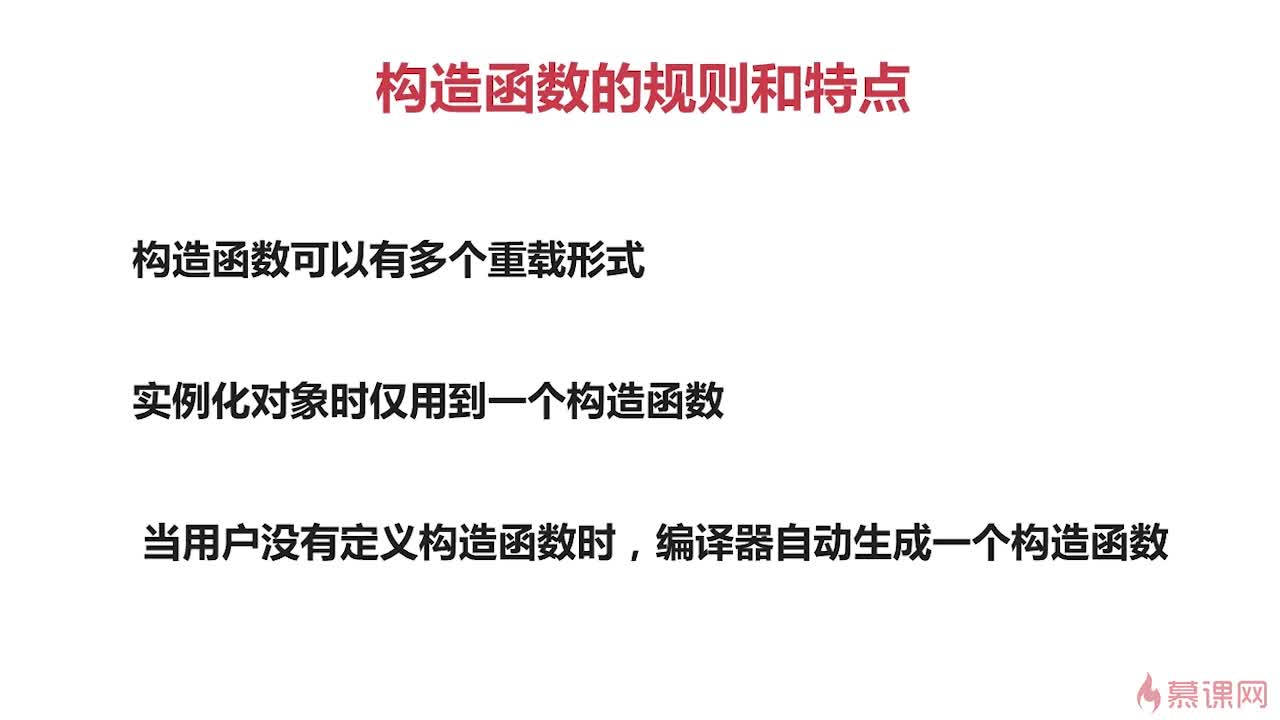 构造函数的规则和特点
构造函数可以有多个重载形式
实例化对象时仅用到一个构造函数
当用户没有定义构造函数时，编译器自动生成一个构造函数
慕课网